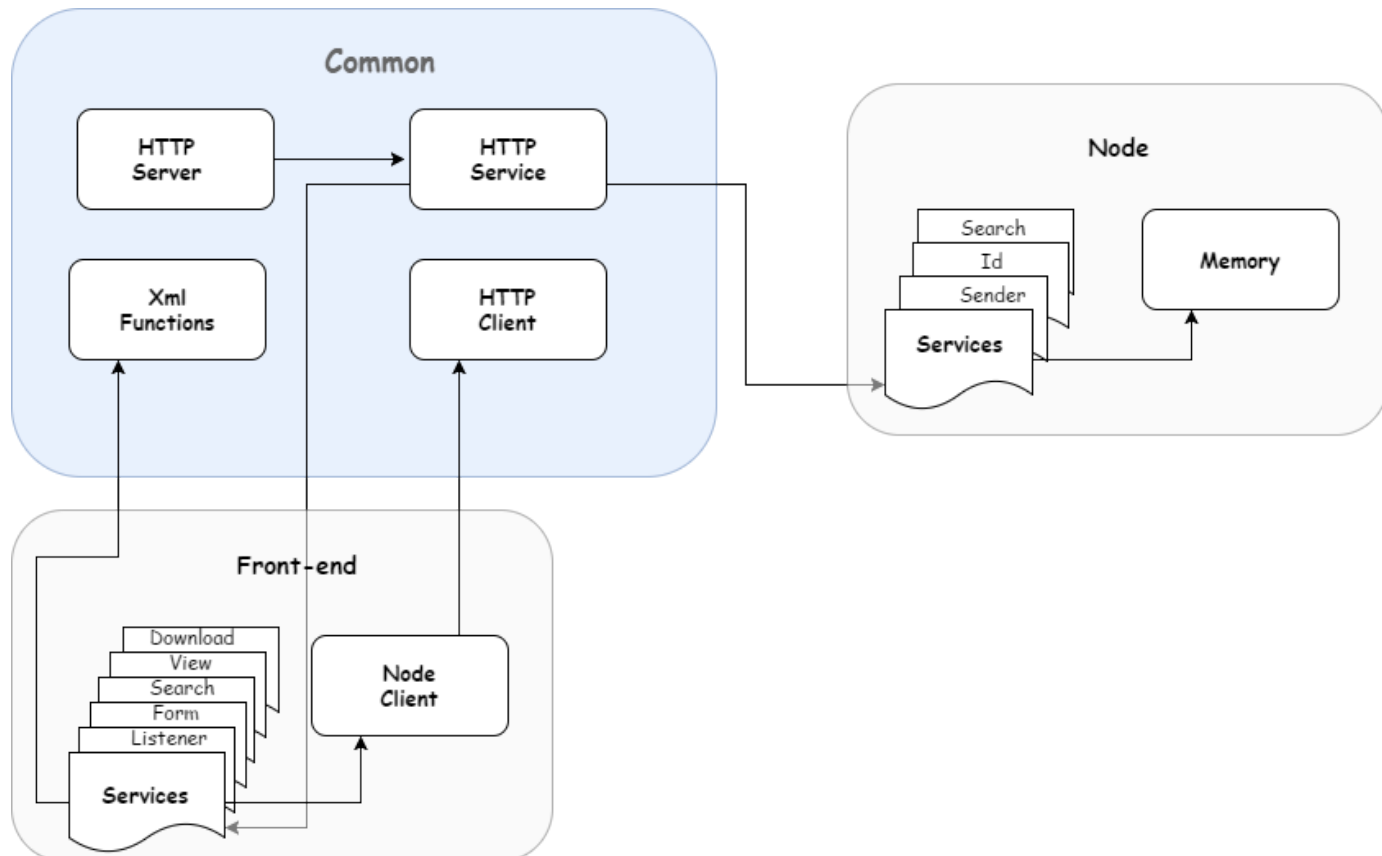 Common
HTTP
Server
HTTP
Service
Xml
Functions
HTTP
Client
Node
Search
Id
Sender
Services
Memory
Front-end
Download
View
Search
Form
Listener
Services
Node
Client